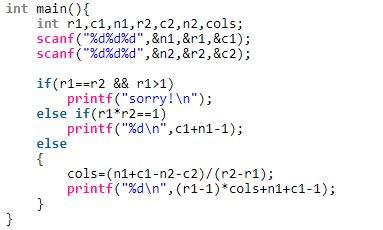 int main(){
    int r1,c1,n1,r2,c2,n2,cols;
    scanf("%d%d%d",&n1,&r1,&c1);
    scanf("%d%d%d",&n2,&r2,&c2);

    if(r1==r2 && r1>1)
        printf("sorry!\n");
    else if(r1*r2==1)
        printf("%d\n",c1+n1-1);
    else
    {
        cols=(n1+c1-n2-c2)/(r2-r1);
        printf("%d\n",(r1-1)*cols+n1+c1-1);
    }
}